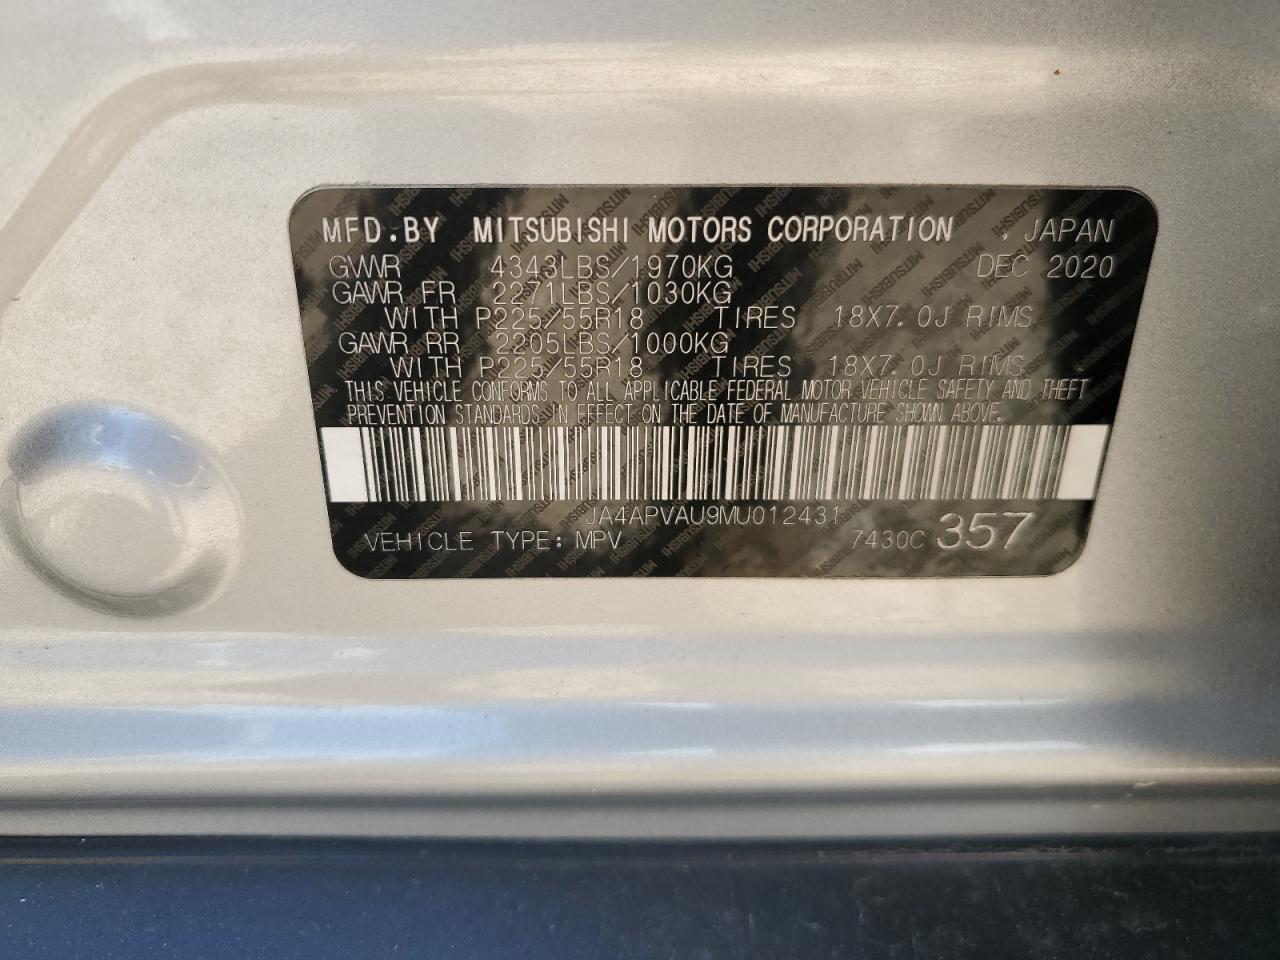 MFD.BY MITSUBISHI MOTORS CORPORATION , JAPAN
GVWR 4343LBS/1970KG DEC 2020
GAWR FR 2271LBS/1030KG
WITH P225/55R18 TIRES 18X7.0J RIMS
GAWR RR 2205LBS/1000KG
WITH P225/55R18 TIRES 18X7.0J RIMS
THIS VEHICLE CONFORMS TO ALL APPLICABLE FEDERAL MOTOR VEHICLE SAFETY AND THEFT
PREVENTION STANDARDS IN EFFECT ON THE DATE OF MANUFACTURE SHOWN ABOVE.
JA4APVAU9MU012431
VEHICLE TYPE: MPV 7430C 357